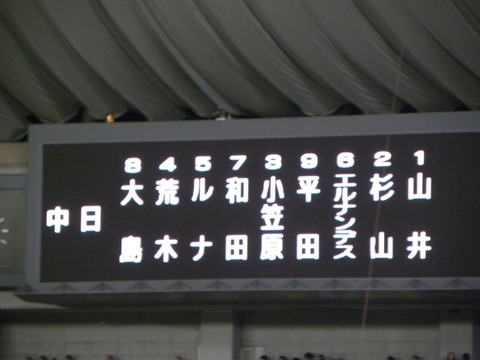 中日
8 大島
4 荒木
5 ルナ
7 和田
3 小笠原
9 平田
6 エルナンデス
2 杉山
1 山井